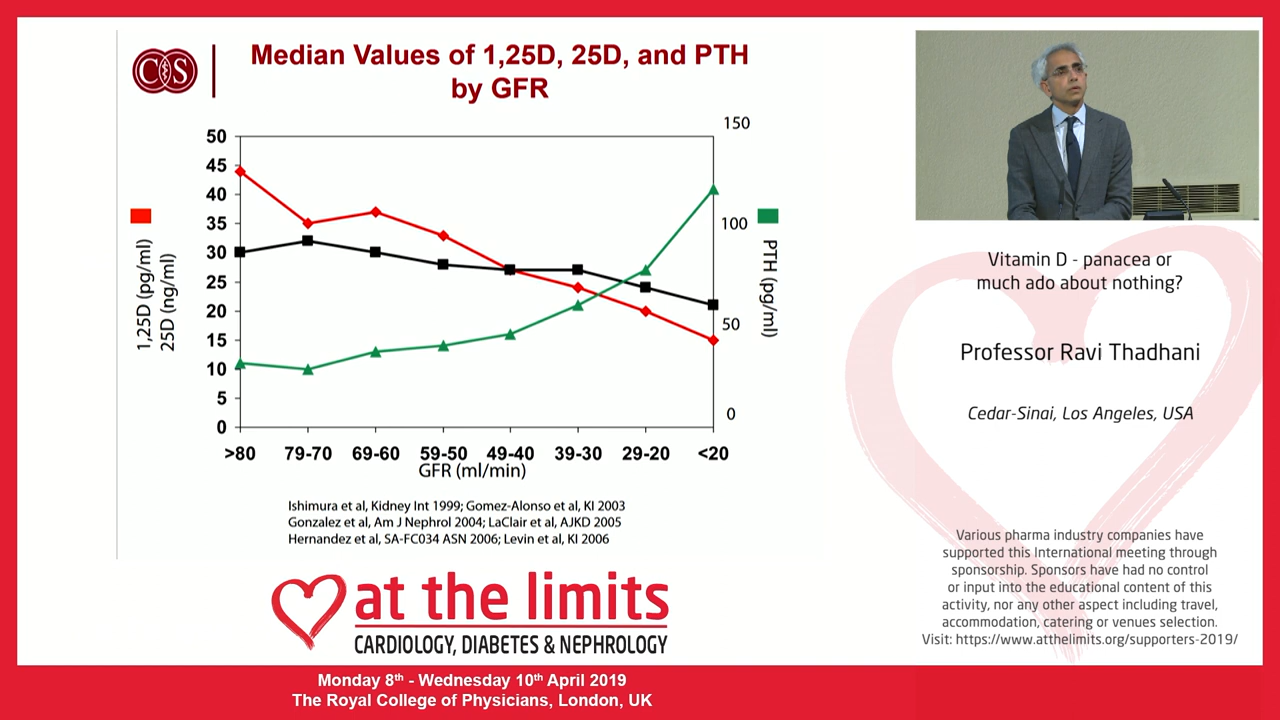 CS
Median Values of 1,25D, 25D, and PTH
by GFR
1,25D (pg/ml)
25D (ng/ml)
50
45
40
35
30
25
20
15
10
5
0
150
100
50
0
PTH (pg/ml)
>80 79-70 69-60 59-50 49-40 39-30 29-20 <20
GFR (ml/min)
Ishimura et al, Kidney Int 1999; Gomez-Alonso et al, KI 2003
Gonzalez et al, Am J Nephrol 2004; LaClair et al, AJKD 2005
Hernandez et al, SA-FC034 ASN 2006; Levin et al, KI 2006
at the limits
CARDIOLOGY, DIABETES & NEPHROLOGY
Monday 8th - Wednesday 10th April 2019
The Royal College of Physicians, London, UK
Vitamin D - panacea or
much ado about nothing?
Professor Ravi Thadhani
Cedar-Sinai, Los Angeles, USA
Various pharma industry companies have
supported this International meeting through
sponsorship. Sponsors have had no control
or input into the educational content of this
activity, nor any other aspect including travel,
accommodation, catering or venues selection.
Visit: https://www.atthelimits.org/supporters-2019/